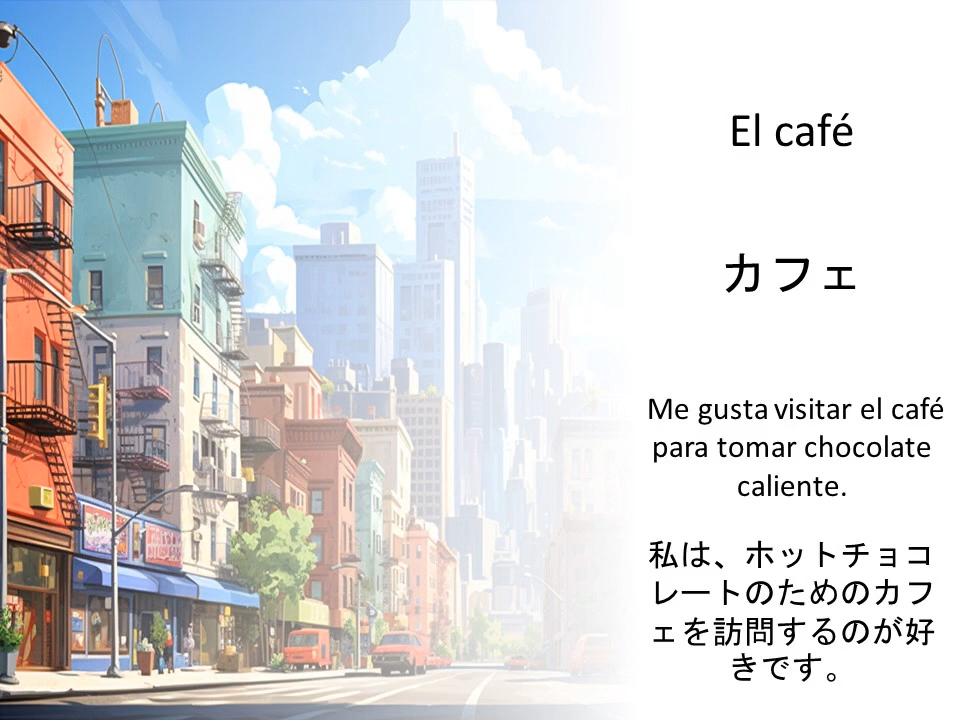 El café
カフェ
Me gusta visitar el café
para tomar chocolate
caliente.
私は、ホットチョコ
レートのためのカフ
ェを訪問するのが好
きです。